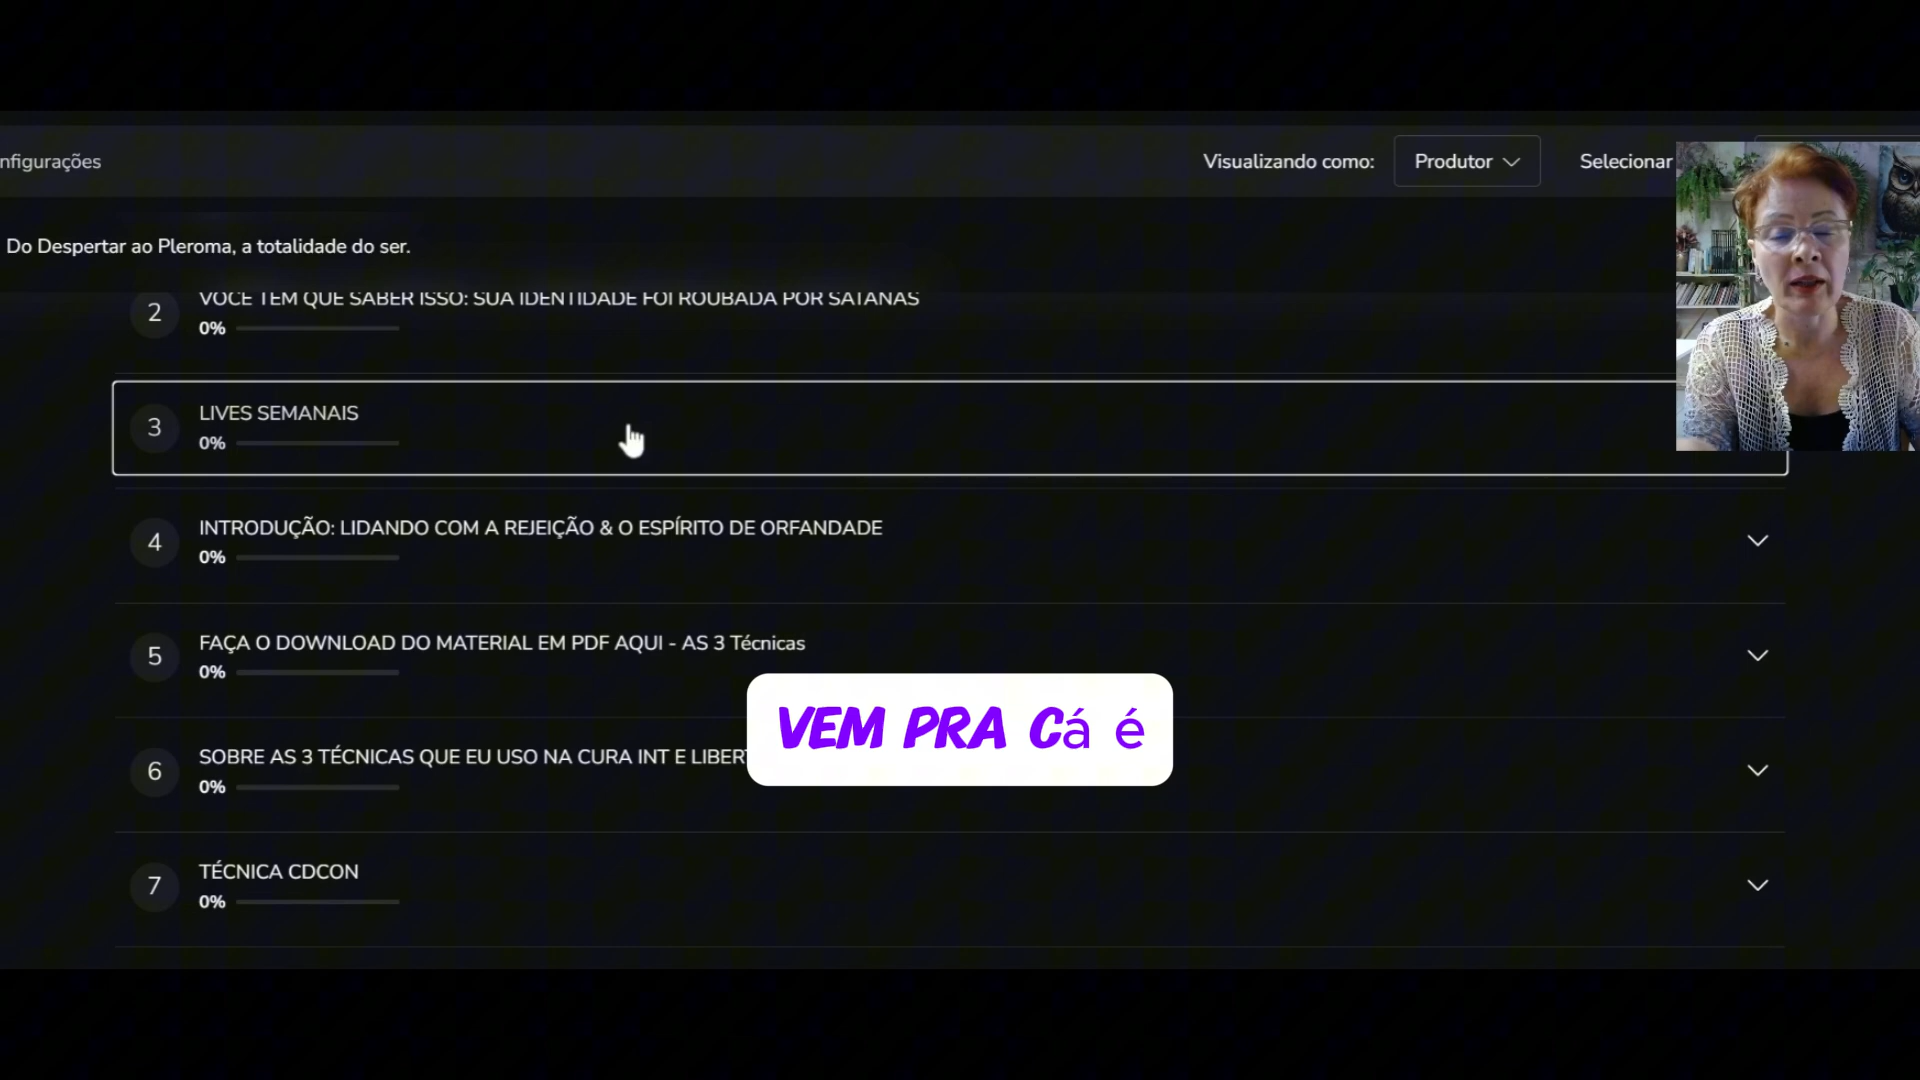 nfigurações
Visualizando como:
Produtor
Selecionar
Do Despertar ao Pleroma, a totalidade do ser.
2
VOCE TEM QUE SABER ISSO: SUA IDENTIDADE FOI ROUBADA POR SATANAS
0%
3
LIVES SEMANAIS
0%
4
INTRODUÇÃO: LIDANDO COM A REJEIÇÃO & O ESPÍRITO DE ORFANDADE
0%
5
FAÇA O DOWNLOAD DO MATERIAL EM PDF AQUI - AS 3 Técnicas
0%
6
SOBRE AS 3 TÉCNICAS QUE EU USO NA CURA INT E LIBERT
0%
VEM PRA Cá é
7
TÉCNICA CDCON
0%